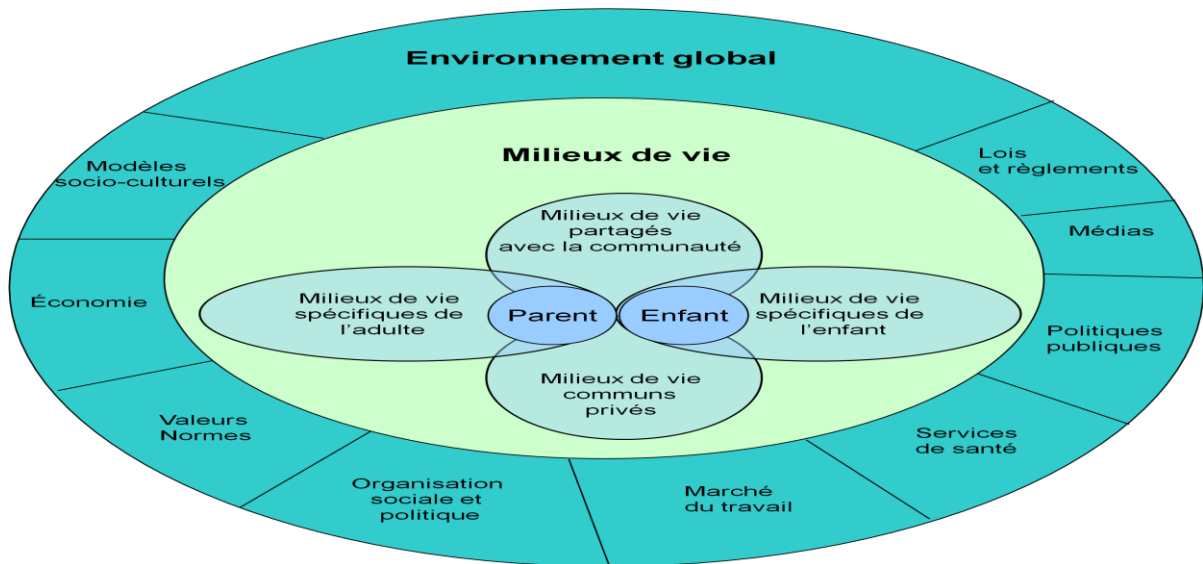 Environnement global
Milieux de vie
Modèles
socio-culturels
Lois
et règlements
Médias
Milieux de vie
partagés
avec la communauté
Économie
Milieux de vie
spécifiques de
l'adulte
Parent
Enfant
Milieux de vie
spécifiques de
l'enfant
Politiques
publiques
Milieux de vie
communs
privés
Valeurs
Normes
Services
de santé
Organisation
sociale et
politique
Marché
du travail